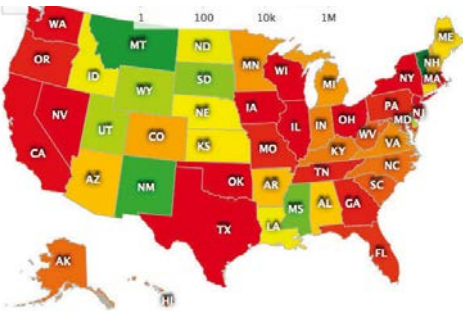 1 100 10k 1M
WA
MT ND ME
OR MN NH
ID SD WI NY MA
WY MI
IA PA NJ
NV NE OH MD
UT IL IN
CA CO KS MO WV VA
KY
AZ OK TN NC
NM AR SC
MS AL GA
TX LA
FL
AK
HI